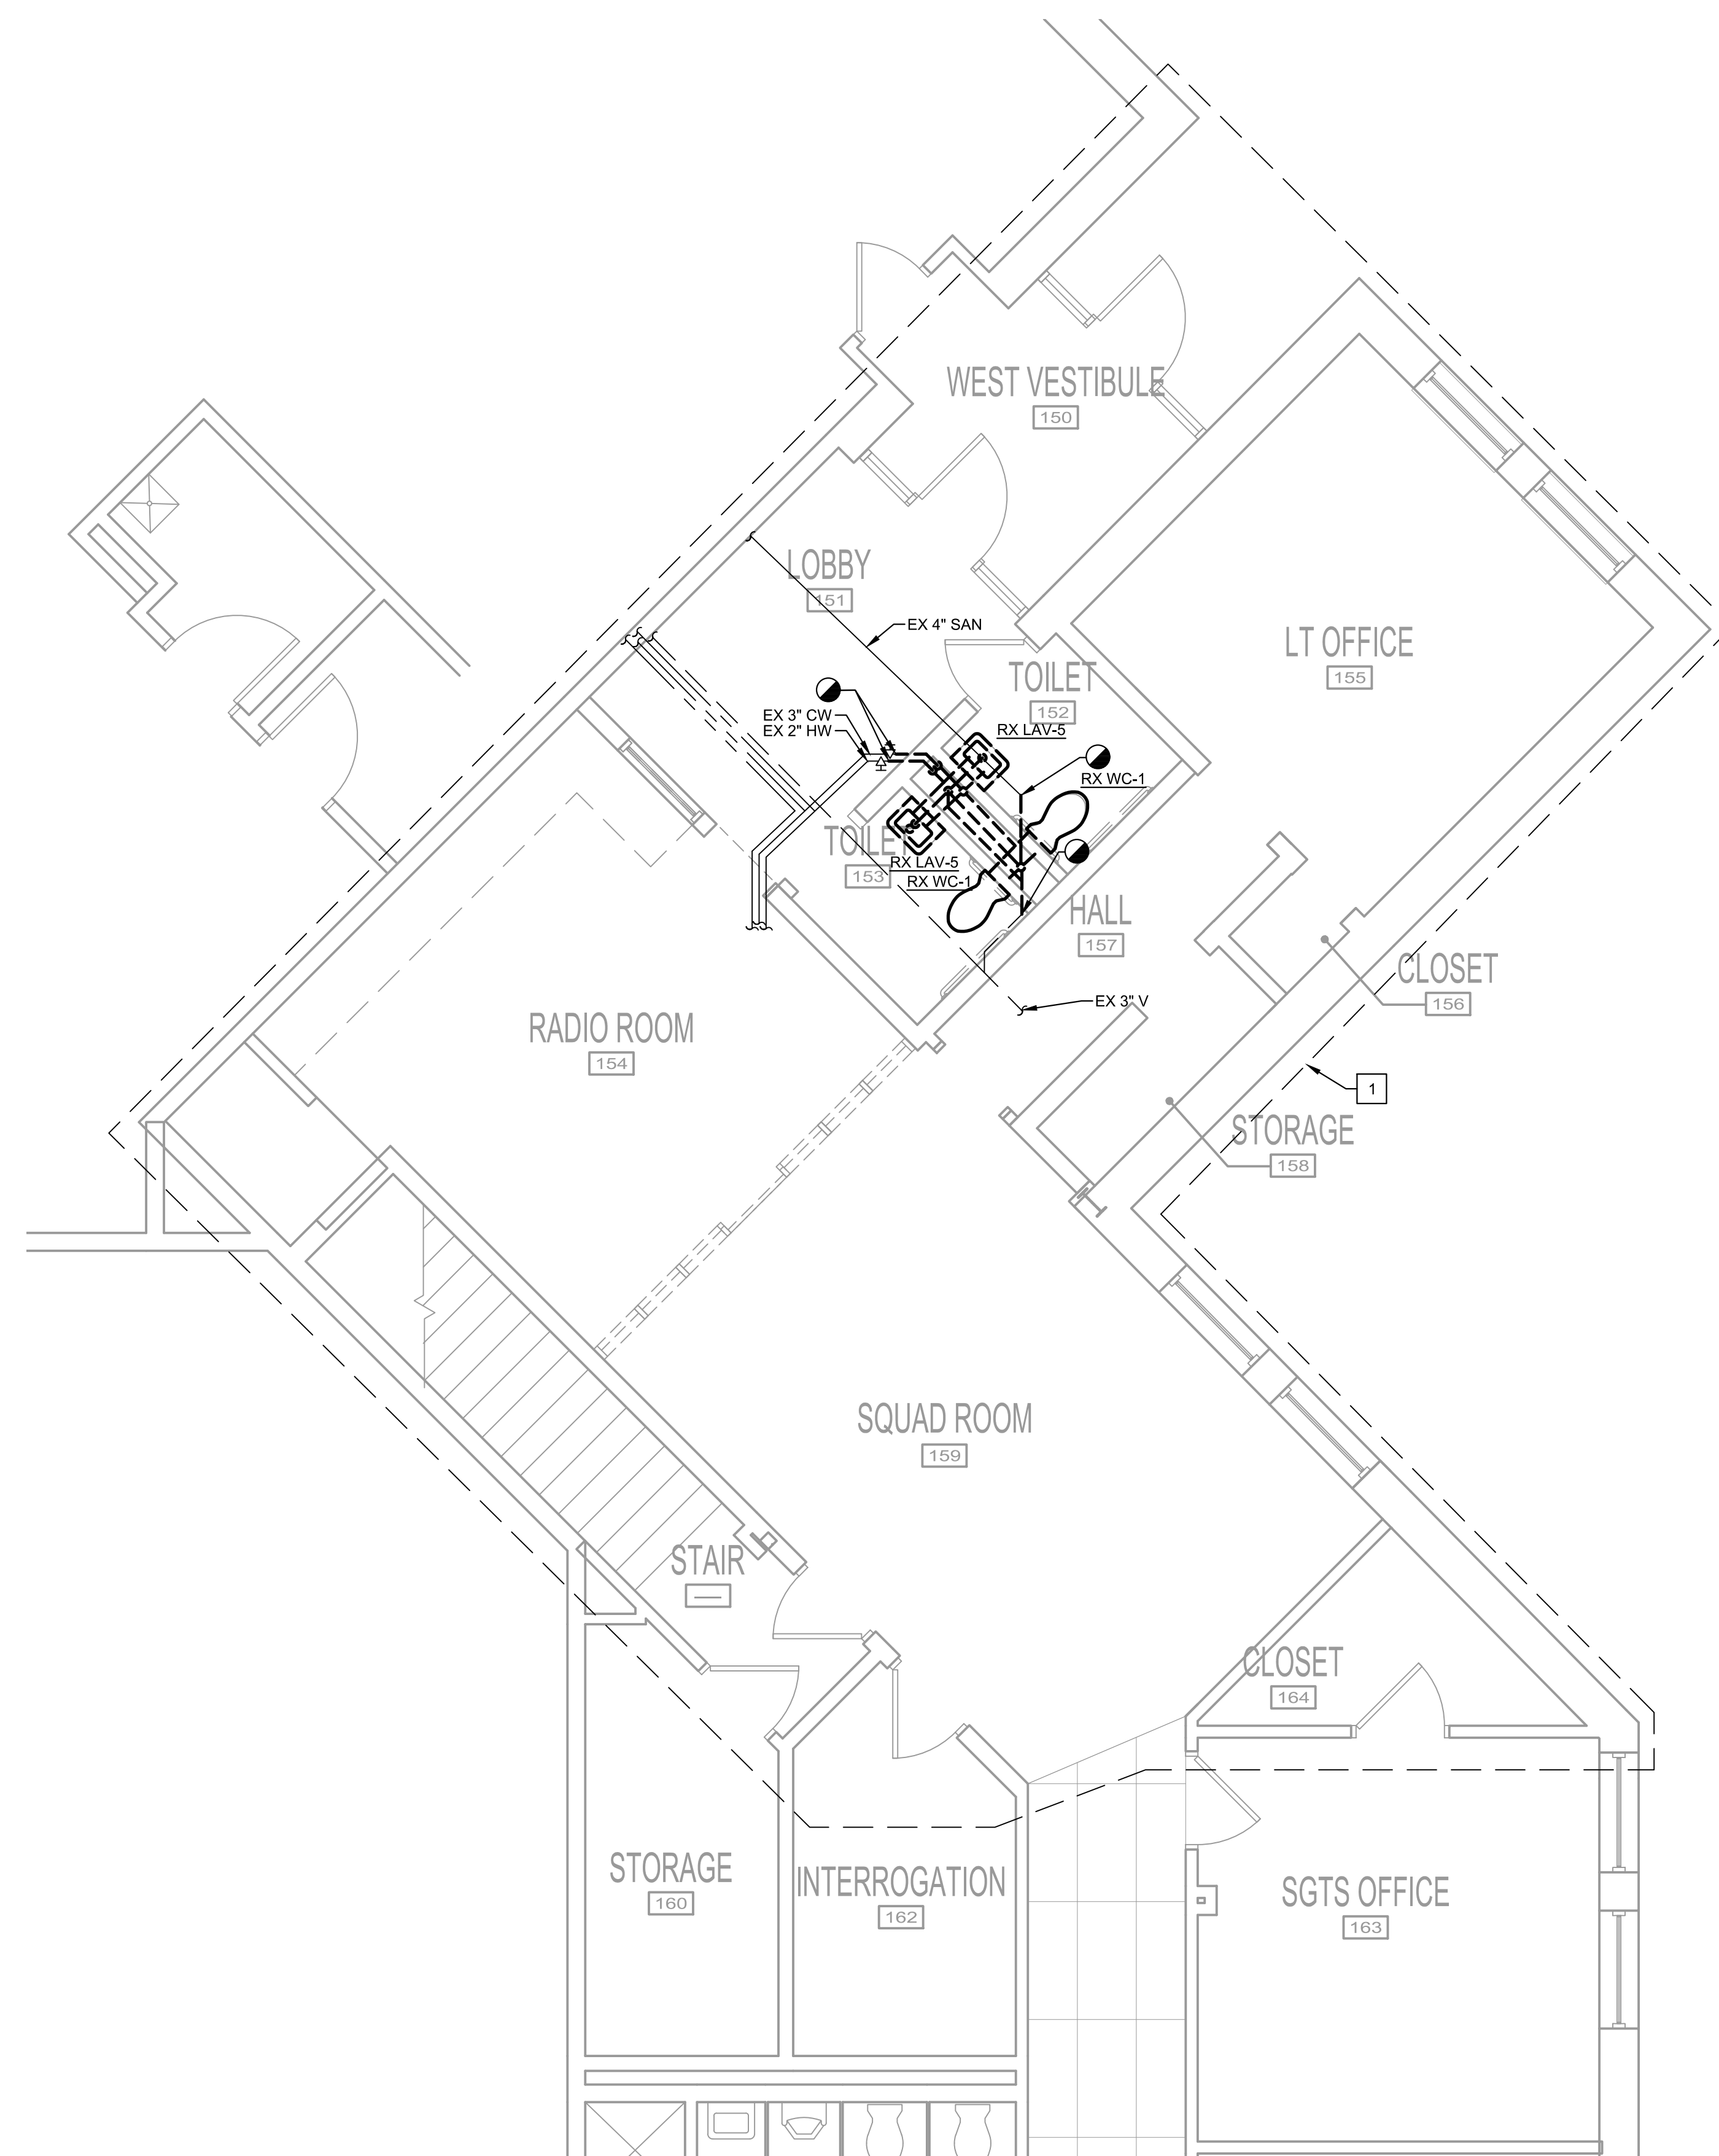 WEST VESTIBULE
150
LOBBY
151
EX 4" SAN
LT OFFICE
155
TOILET
152
RX LAV-5
EX 3" CW
EX 2" HW
RX WC-1
TOILET
153
RX LAV-5
RX WC-1
HALL
157
CLOSET
156
EX 3" V
RADIO ROOM
154
1
STORAGE
158
SQUAD ROOM
159
STAIR
CLOSET
164
STORAGE
160
INTERROGATION
162
SGTS OFFICE
163